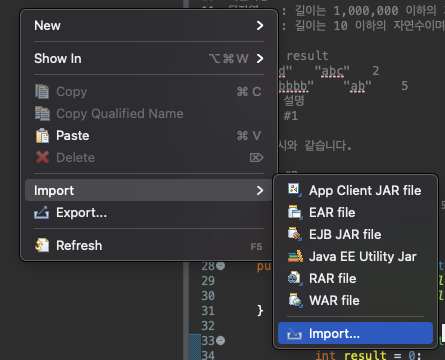 : 길이는 1,000,000 이하의
: 길이는 10 이하의 자연수이며
New
Show In ⌥⌘W
result
"abc" 2
Copy ⌘ C
bbbb" "ab" 5
설명
Copy Qualified Name
#1
Paste ⌘ V
Delete ⌦
시와 같습니다.
Import
Export...
Refresh F5
App Client JAR file
EAR file
EJB JAR file
Java EE Utility Jar
RAR file
WAR file
Import...
28 pu
29
30
31 }
32
33
34 int result = 0;